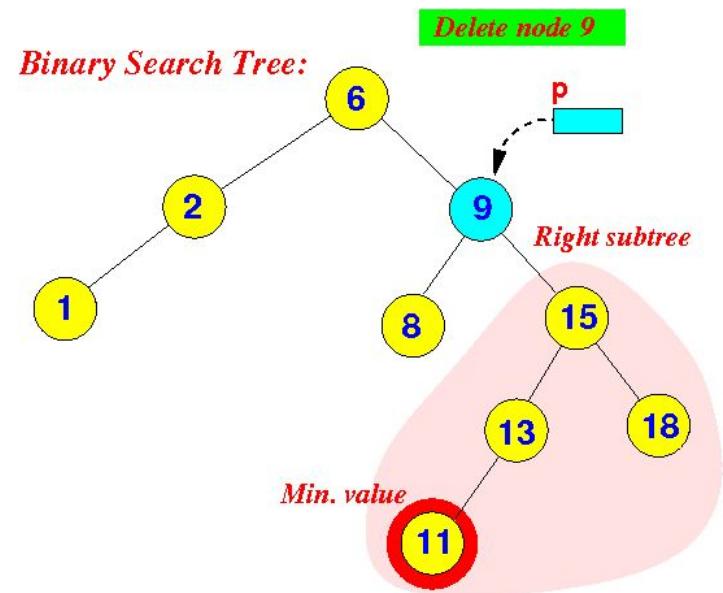 Delete node 9
Binary Search Tree:
p
6
2
9
Right subtree
1
8
15
13
18
Min. value
11